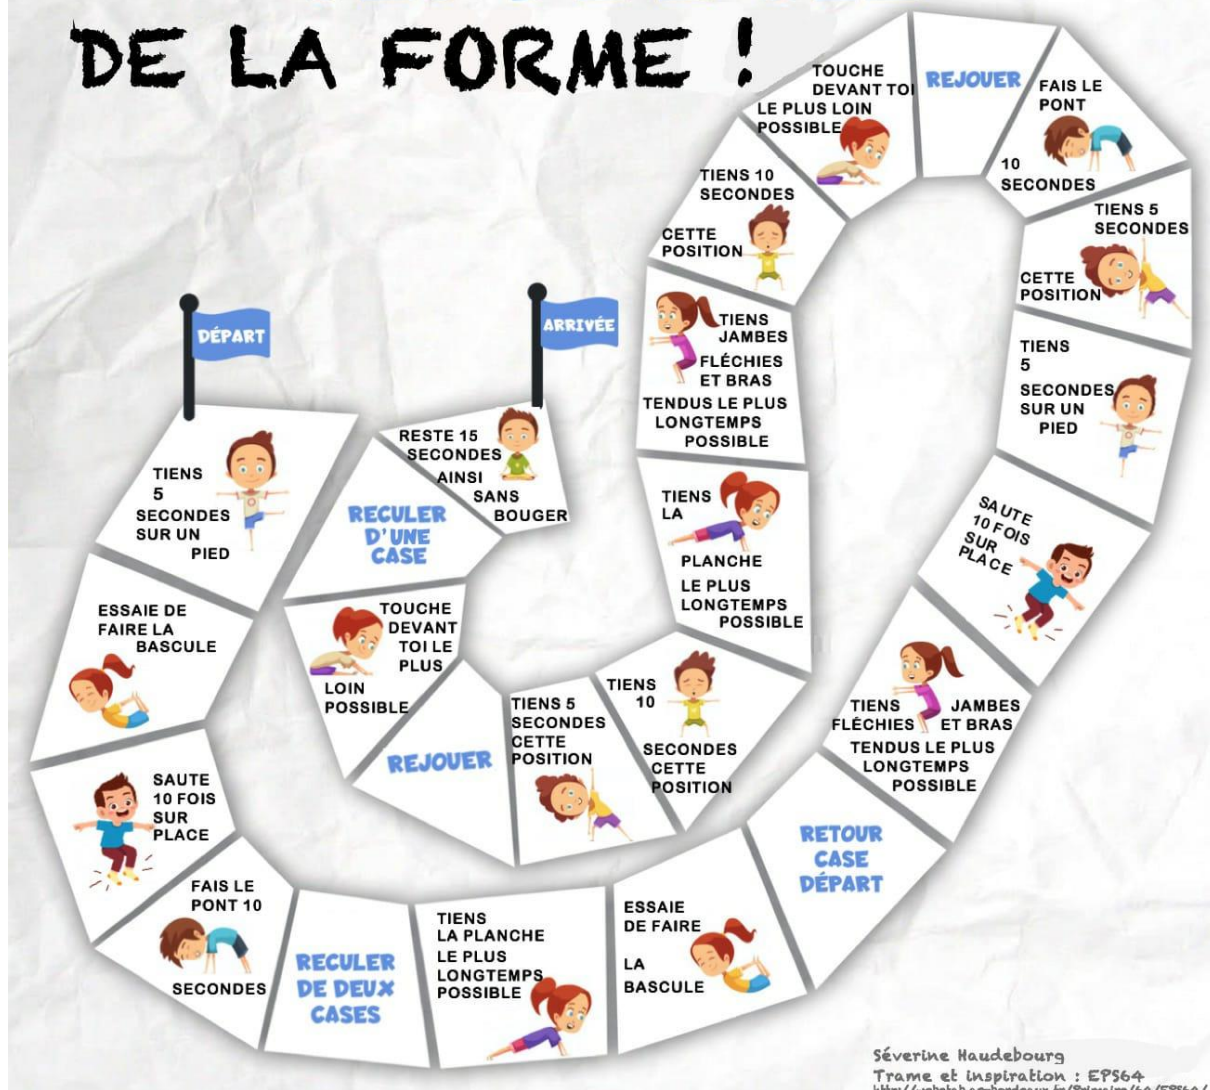 DE LA FORME !
DÉPART
TIENS
5
SECONDES
SUR UN
PIED
ESSAIE DE
FAIRE LA
BASCULE
SAUTE
10 FOIS
SUR
PLACE
FAIS LE
PONT 10
SECONDES
RECULER
DE DEUX
CASES
TIENS
LA PLANCHE
LE PLUS
LONGTEMPS
POSSIBLE
ESSAIE
DE FAIRE
LA
BASCULE
RETOUR
CASE
DÉPART
TIENS JAMBES
FLÉCHIES ET BRAS
TENDUS LE PLUS
LONGTEMPS
POSSIBLE
SAUTE
10 FOIS
SUR
PLACE
TIENS
5
SECONDES
SUR UN
PIED
TIENS 5
SECONDES
CETTE
POSITION
FAIS LE
PONT
10
SECONDES
REJOUER
TOUCHE
DEVANT TOI
LE PLUS LOIN
POSSIBLE
TIENS 10
SECONDES
CETTE
POSITION
TIENS
JAMBES
FLÉCHIES
ET BRAS
TENDUS LE PLUS
LONGTEMPS
POSSIBLE
TIENS
LA
PLANCHE
LE PLUS
LONGTEMPS
POSSIBLE
TIENS
10
SECONDES
CETTE
POSITION
TIENS 5
SECONDES
CETTE
POSITION
REJOUER
TOUCHE
DEVANT
TOI LE
PLUS
LOIN
POSSIBLE
RECULER
D'UNE
CASE
RESTE 15
SECONDES
AINSI
SANS
BOUGER
ARRIVÉE
Séverine Haudebourg
Trame et inspiration : EPS64